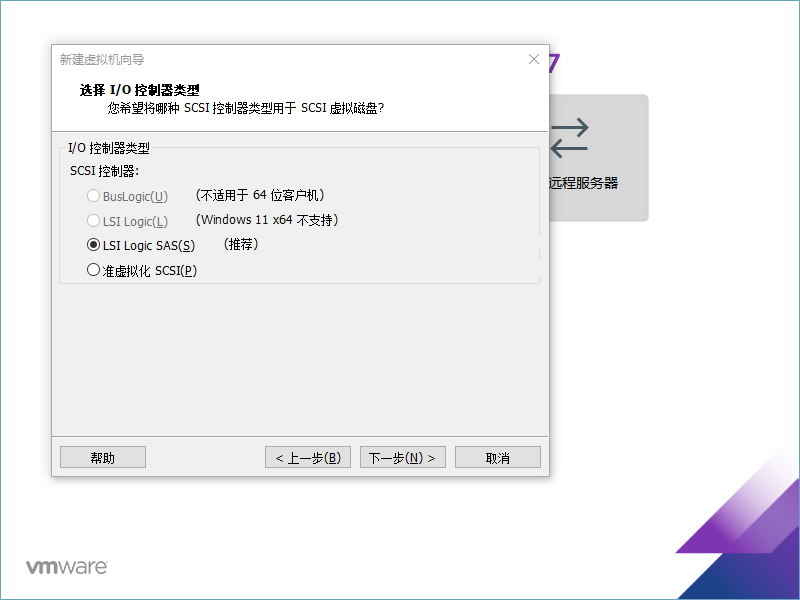 新建虚拟机向导
7
选择 I/O 控制器类型
您希望将哪种 SCSI 控制器类型用于 SCSI 虚拟磁盘?
I/O 控制器类型
SCSI 控制器:
BusLogic(U) (不适用于 64 位客户机)
LSI Logic(L) (Windows 11 x64 不支持)
LSI Logic SAS(S) (推荐)
准虚拟化 SCSI(P)
远程服务器
帮助 < 上一步(B) 下一步(N) > 取消
vmware